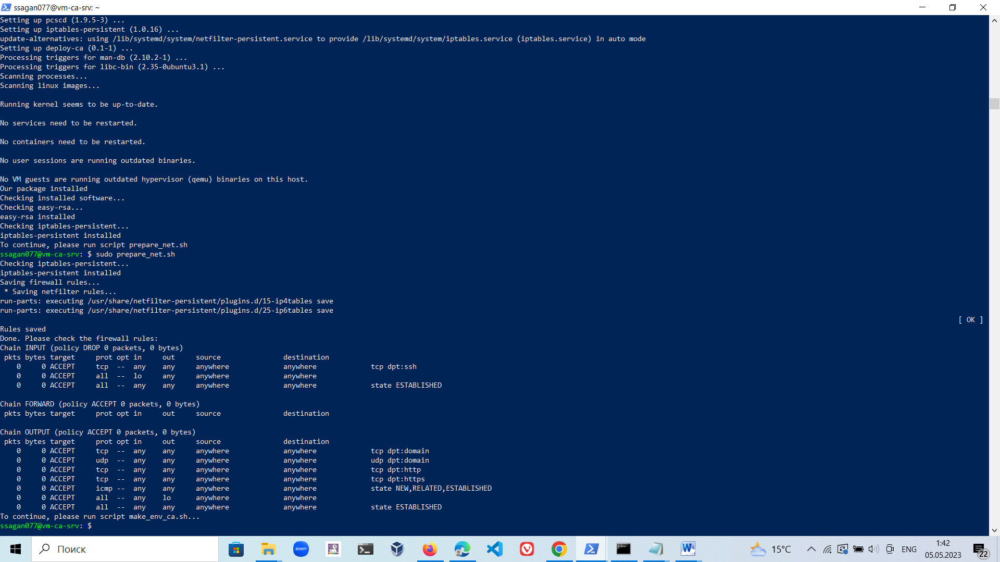 ssagan077@vm-ca-srv: ~
Setting up pcscd (1.9.5-3) ...
Setting up iptables-persistent (1.0.16) ...
update-alternatives: using /lib/systemd/system/netfilter-persistent.service to provide /lib/systemd/system/iptables.service (iptables.service) in auto mode
Setting up deploy-ca (0.1-1) ...
Processing triggers for man-db (2.10.2-1) ...
Processing triggers for libc-bin (2.35-0ubuntu3.1) ...
Scanning processes...
Scanning linux images...
Running kernel seems to be up-to-date.
No services need to be restarted.
No containers need to be restarted.
No user sessions are running outdated binaries.
No VM guests are running outdated hypervisor (qemu) binaries on this host.
Our package installed
Checking installed software...
Checking easy-rsa...
easy-rsa installed
Checking iptables-persistent...
iptables-persistent installed
To continue, please run script prepare_net.sh
ssagan077@vm-ca-srv: $ sudo prepare_net.sh
Checking iptables-persistent...
iptables-persistent installed
Saving firewall rules...
 * Saving netfilter rules...
run-parts: executing /usr/share/netfilter-persistent/plugins.d/15-ip4tables save
run-parts: executing /usr/share/netfilter-persistent/plugins.d/25-ip6tables save
[ OK ]
Rules saved
Done. Please check the firewall rules:
Chain INPUT (policy DROP 0 packets, 0 bytes)
 pkts bytes target     prot opt in     out     source               destination
    0     0 ACCEPT     tcp  --  any    any     anywhere             anywhere             tcp dpt:ssh
    0     0 ACCEPT     all  --  lo     any     anywhere             anywhere
    0     0 ACCEPT     all  --  any    any     anywhere             anywhere             state ESTABLISHED
Chain FORWARD (policy ACCEPT 0 packets, 0 bytes)
 pkts bytes target     prot opt in     out     source               destination
Chain OUTPUT (policy ACCEPT 0 packets, 0 bytes)
 pkts bytes target     prot opt in     out     source               destination
    0     0 ACCEPT     tcp  --  any    any     anywhere             anywhere             tcp dpt:domain
    0     0 ACCEPT     udp  --  any    any     anywhere             anywhere             udp dpt:domain
    0     0 ACCEPT     tcp  --  any    any     anywhere             anywhere             tcp dpt:http
    0     0 ACCEPT     tcp  --  any    any     anywhere             anywhere             tcp dpt:https
    0     0 ACCEPT     icmp --  any    any     anywhere             anywhere             state NEW,RELATED,ESTABLISHED
    0     0 ACCEPT     all  --  any    lo      anywhere             anywhere
    0     0 ACCEPT     all  --  any    any     anywhere             anywhere             state ESTABLISHED
To continue, please run script make_env_ca.sh...
ssagan077@vm-ca-srv: $
Поиск
zoom
15°C
ENG
1:42
05.05.2023
22